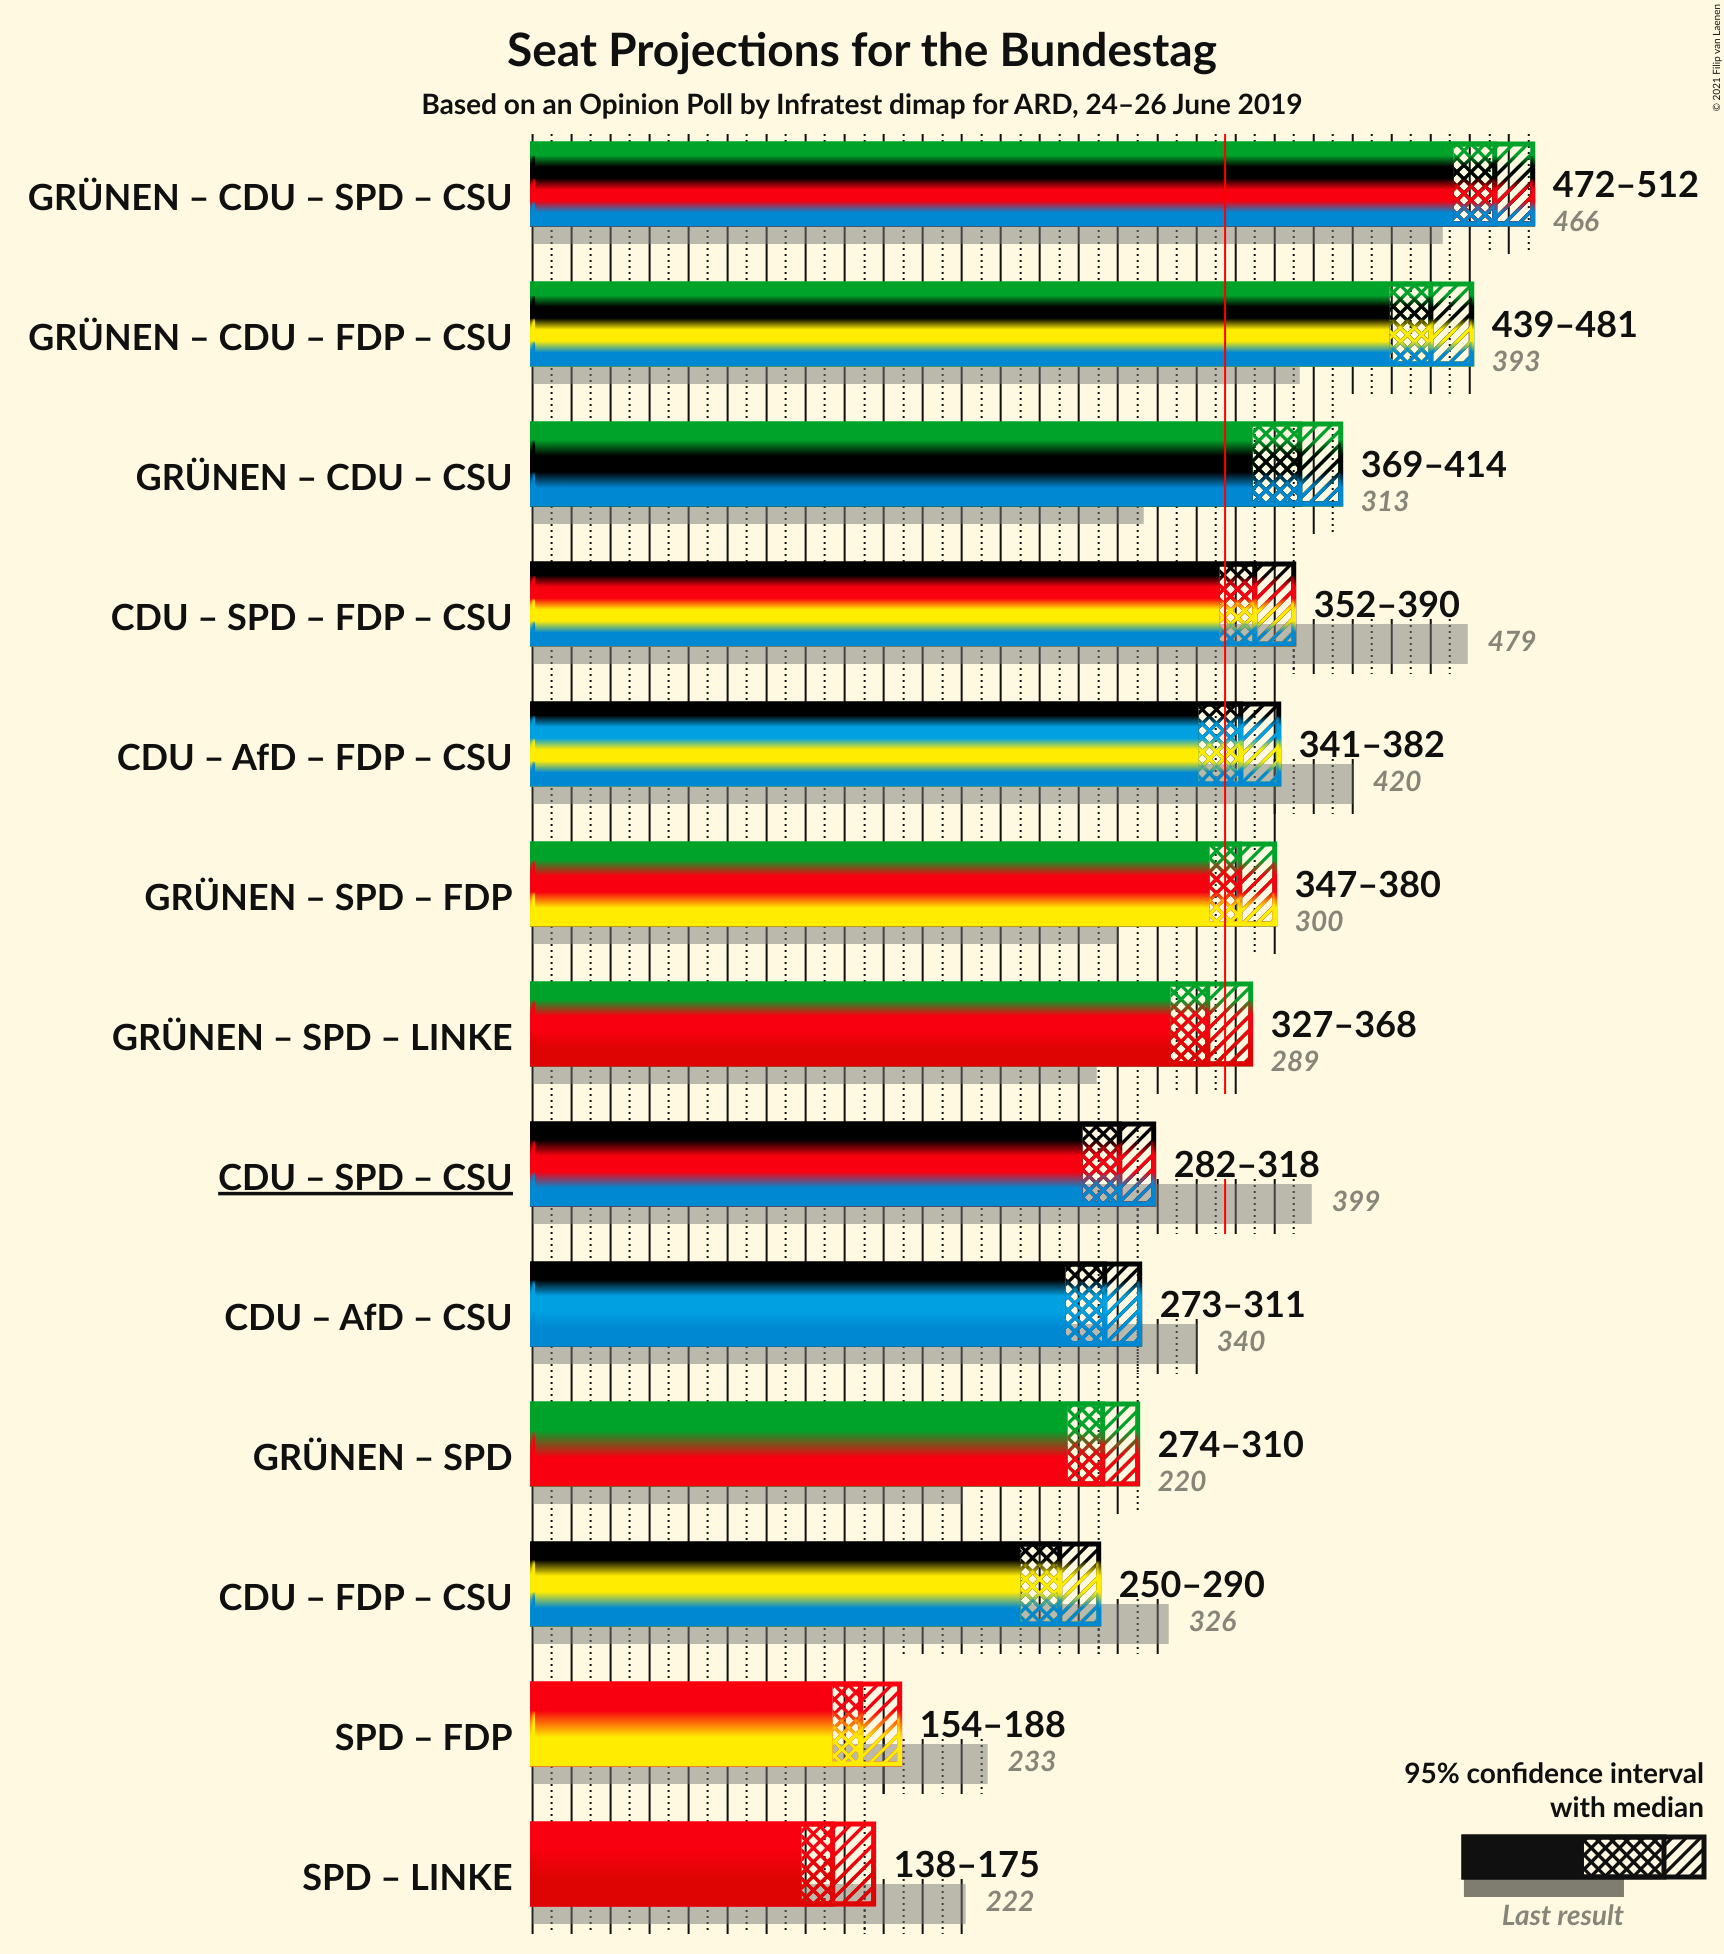 © 2021 Filip van Laenen
Seat Projections for the Bundestag
Based on an Opinion Poll by Infratest dimap for ARD, 24–26 June 2019
GRÜNEN – CDU – SPD – CSU
472–512
466
GRÜNEN – CDU – FDP – CSU
439–481
393
GRÜNEN – CDU – CSU
369–414
313
CDU – SPD – FDP – CSU
352–390
479
CDU – AfD – FDP – CSU
341–382
420
GRÜNEN – SPD – FDP
347–380
300
GRÜNEN – SPD – LINKE
327–368
289
CDU – SPD – CSU
282–318
399
CDU – AfD – CSU
273–311
340
GRÜNEN – SPD
274–310
220
CDU – FDP – CSU
250–290
326
SPD – FDP
154–188
233
SPD – LINKE
138–175
222
95% confidence interval
with median
Last result